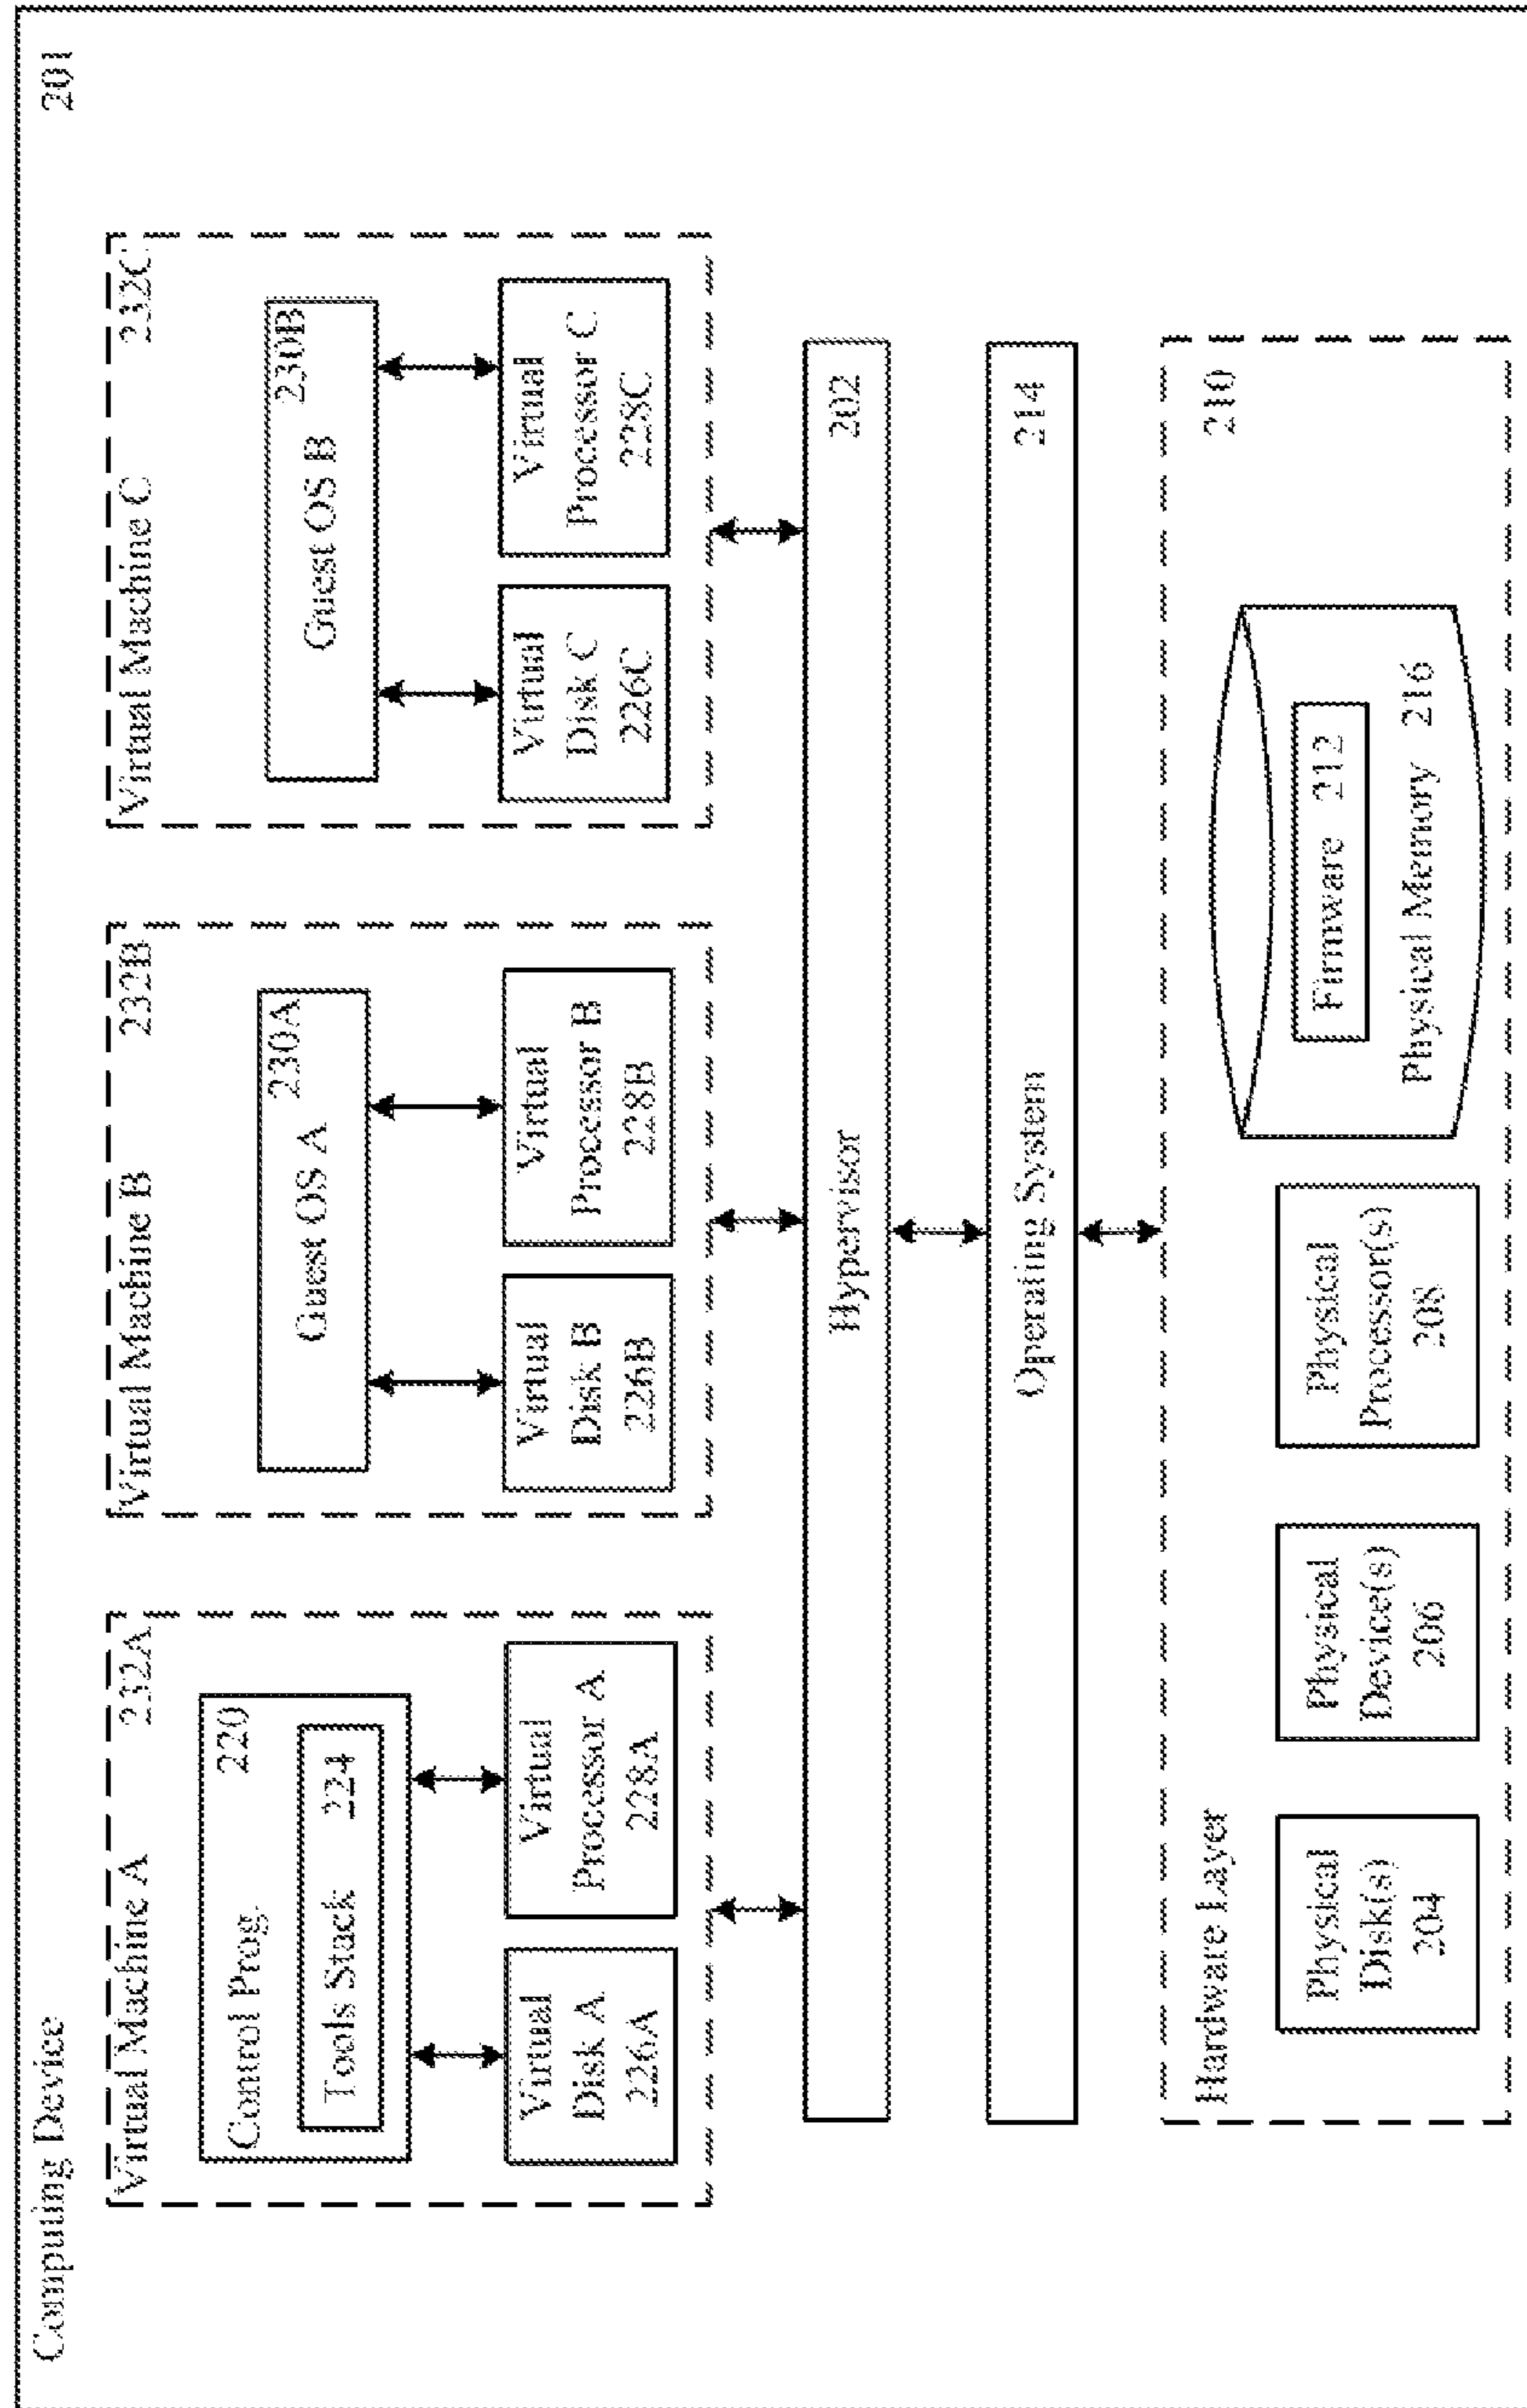 Computing Device
201
Virtual Machine A
232A
Control Prog.
220
Tools Stack 224
Virtual
Disk A
226A
Virtual
Processor A
228A
Virtual Machine B
232B
230A
Guest OS A
Virtual
Disk B
226B
Virtual
Processor B
228B
Virtual Machine C
232C
230B
Guest OS B
Virtual
Disk C
226C
Virtual
Processor C
228C
Hypervisor
202
Operating System
214
Hardware Layer
210
Physical
Disk(s)
204
Physical
Device(s)
206
Physical
Processor(s)
208
Firmware 212
Physical Memory 216